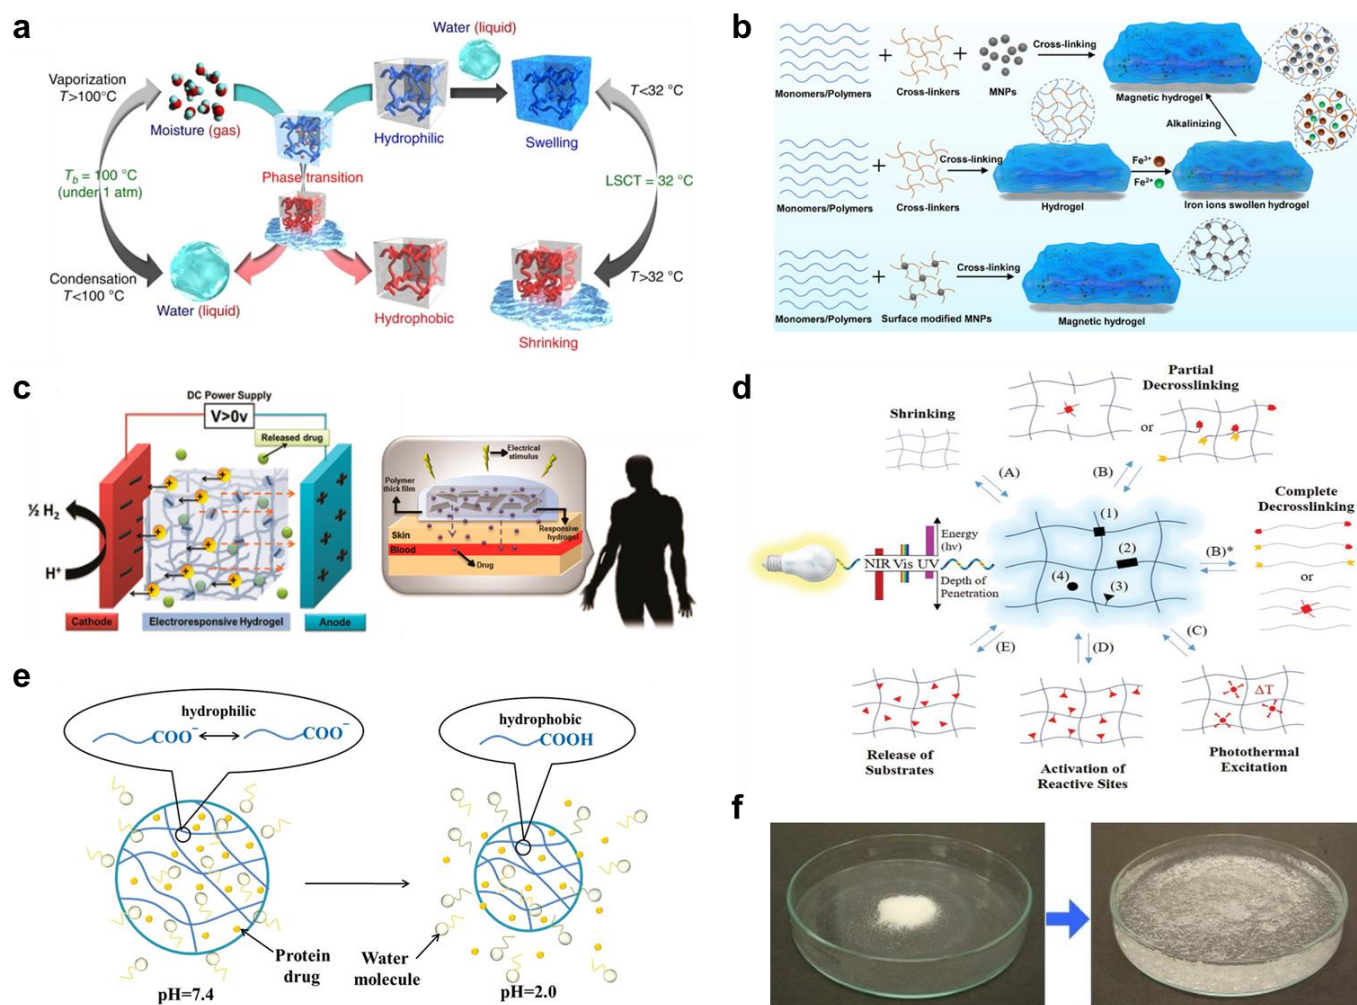 a
Vaporization
T>100°C
Moisture (gas)
Tb = 100 °C
(under 1 atm)
Condensation
T<100 °C
Water (liquid)
Phase transition
Water (liquid)
Hydrophilic
Swelling
Hydrophobic
Shrinking
T<32 °C
LSCT = 32 °C
T>32 °C
b
Monomers/Polymers
+
Cross-linkers
+
MNPs
Cross-linking
Magnetic hydrogel
Alkalinizing
Monomers/Polymers
+
Cross-linkers
Cross-linking
Hydrogel
Fe³⁺
Fe²⁺
Iron ions swollen hydrogel
Monomers/Polymers
+
Surface modified MNPs
Cross-linking
Magnetic hydrogel
c
DC Power Supply
V>0v
Released drug
½ H₂
H⁺
Cathode
Electroresponsive Hydrogel
Anode
Electrical
stimulus
Polymer
thick film
Responsive
hydrogel
Skin
Blood
Drug
d
Shrinking
Partial
Decrosslinking
or
(A)
(B)
Complete
Decrosslinking
(B)*
or
Energy
(hν)
NIR Vis UV
Depth of
Penetration
(1)
(2)
(3)
(4)
(E)
(D)
(C)
ΔT
Release of
Substrates
Activation of
Reactive Sites
Photothermal
Excitation
e
hydrophilic
COO⁻
COO⁻
hydrophobic
COOH
Protein
drug
Water
molecule
pH=7.4
pH=2.0
f